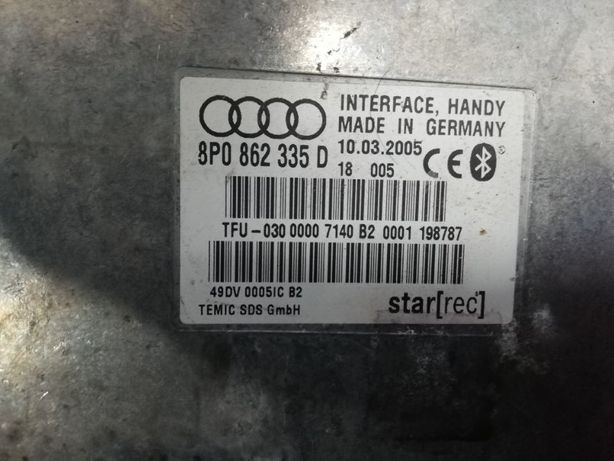 INTERFACE, HANDY
MADE IN GERMANY
8P0 862 335 D
10.03.2005
18 005
CE
TFU-030 0000 7140 B2 0001 198787
49DV 0005IC B2
TEMIC SDS GmbH
star[rec]